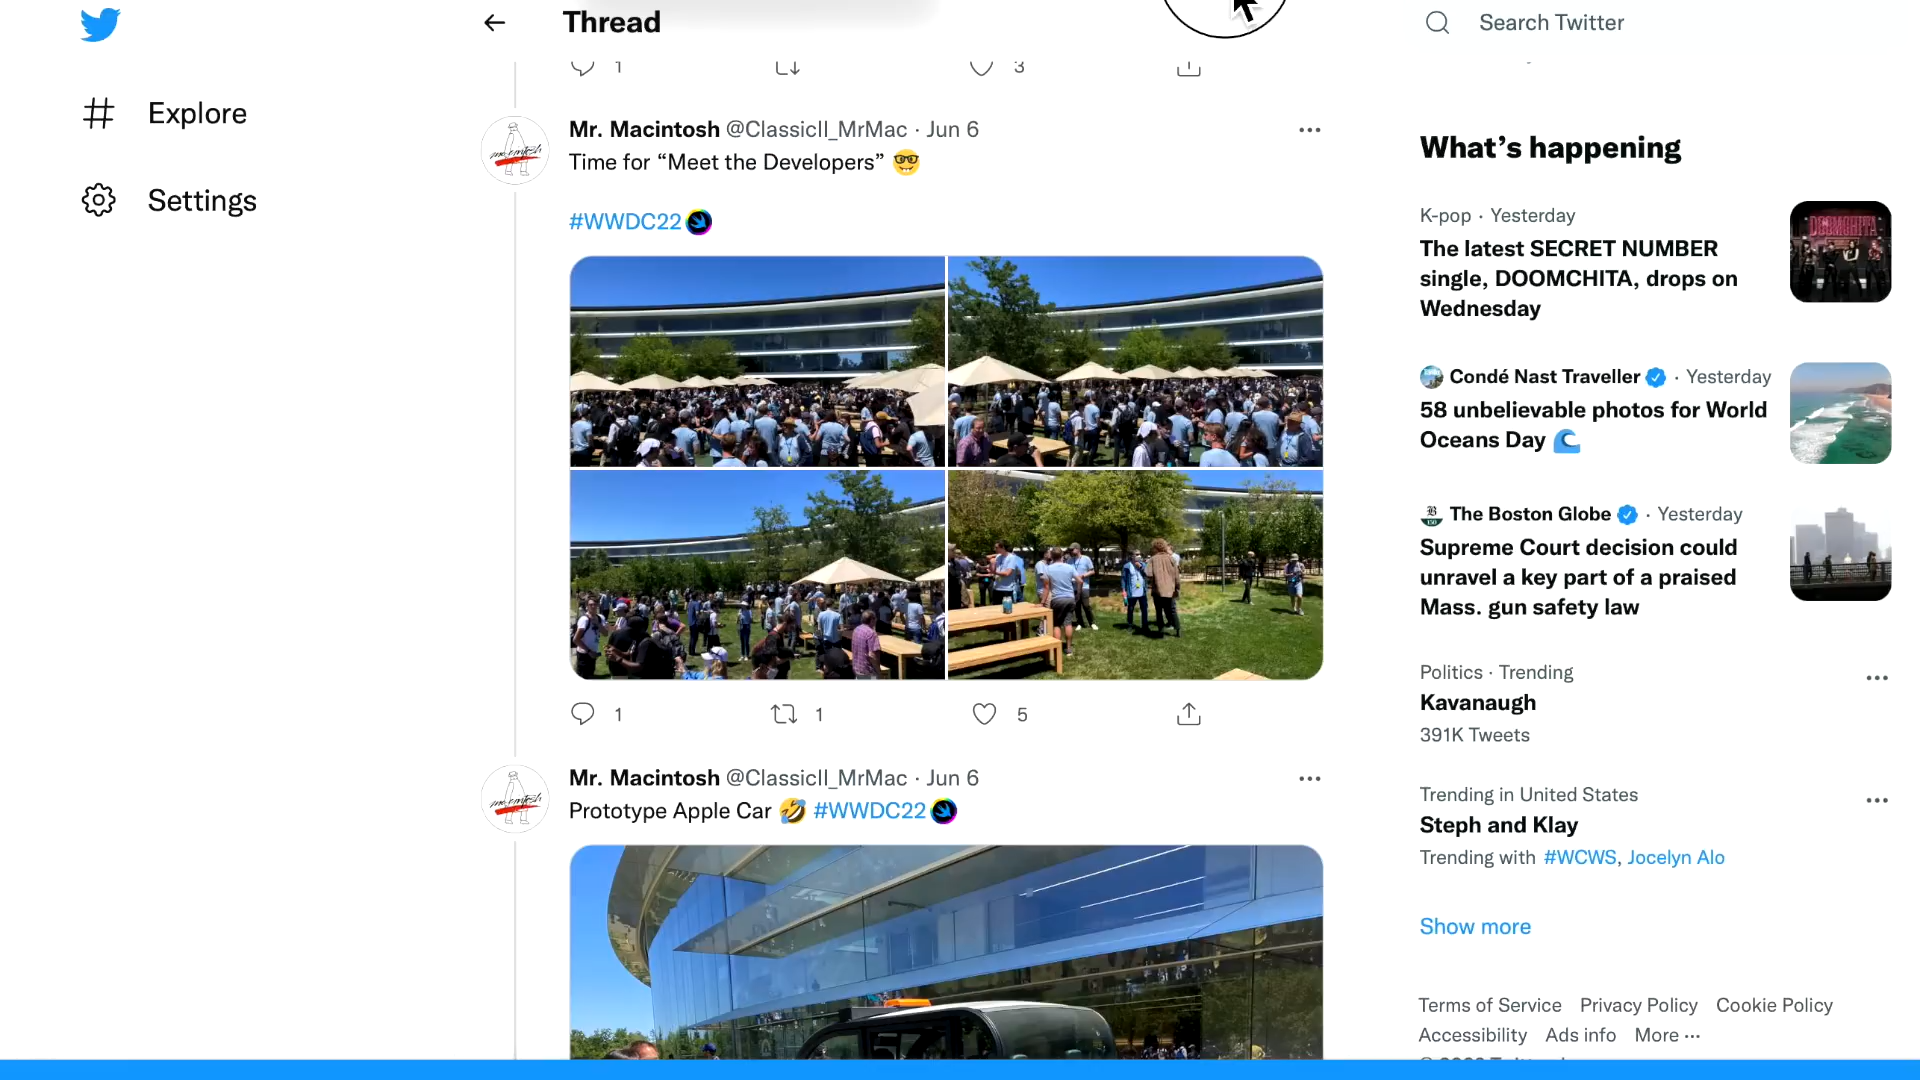 Thread
Search Twitter
1
3
Explore
Settings
Mr. Macintosh @ClassicII_MrMac · Jun 6
Time for “Meet the Developers” 🤓
#WWDC22
1
1
5
Mr. Macintosh @ClassicII_MrMac · Jun 6
Prototype Apple Car 🤣 #WWDC22
What’s happening
K-pop · Yesterday
The latest SECRET NUMBER
single, DOOMCHITA, drops on
Wednesday
DOOMCHITA
Condé Nast Traveller · Yesterday
58 unbelievable photos for World
Oceans Day 🌊
The Boston Globe · Yesterday
Supreme Court decision could
unravel a key part of a praised
Mass. gun safety law
Politics · Trending
Kavanaugh
391K Tweets
Trending in United States
Steph and Klay
Trending with #WCWS, Jocelyn Alo
Show more
Terms of Service Privacy Policy Cookie Policy
Accessibility Ads info More ···